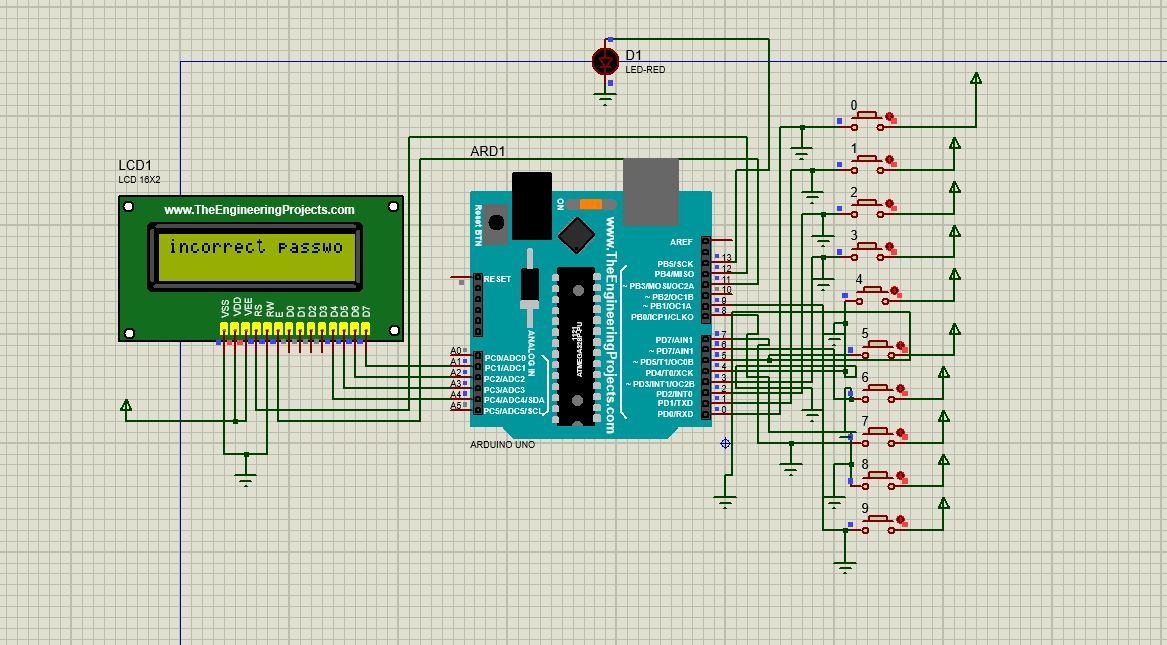 D1
LED-RED
0
ARD1
1
LCD1
LCD 16X2
2
www.TheEngineeringProjects.com
Reset BTN
ON
www.TheEngineeringProjects.com
3
AREF
incorrect passwo
13
PB5/SCK
12
PB4/MISO
RESET
11
~ PB3/MOSI/OC2A
4
10
~ PB2/OC1B
9
~ PB1/OC1A
8
PB0/ICP1/CLKO
VSS VDD VEE RS RW E D0 D1 D2 D3 D4 D5 D6 D7
ANALOG IN
5
7
PD7/AIN1
6
~ PD7/AIN1
A0
PC0/ADC0
5
~ PD5/T1/OC0B
A1
PC1/ADC1
4
PD4/T0/XCK
A2
PC2/ADC2
3
~ PD3/INT1/OC2B
A3
PC3/ADC3
2
PD2/INT0
A4
PC4/ADC4/SDA
1
PD1/TXD
A5
PC5/ADC5/SCL
0
PD0/RXD
6
7
ARDUINO UNO
8
9